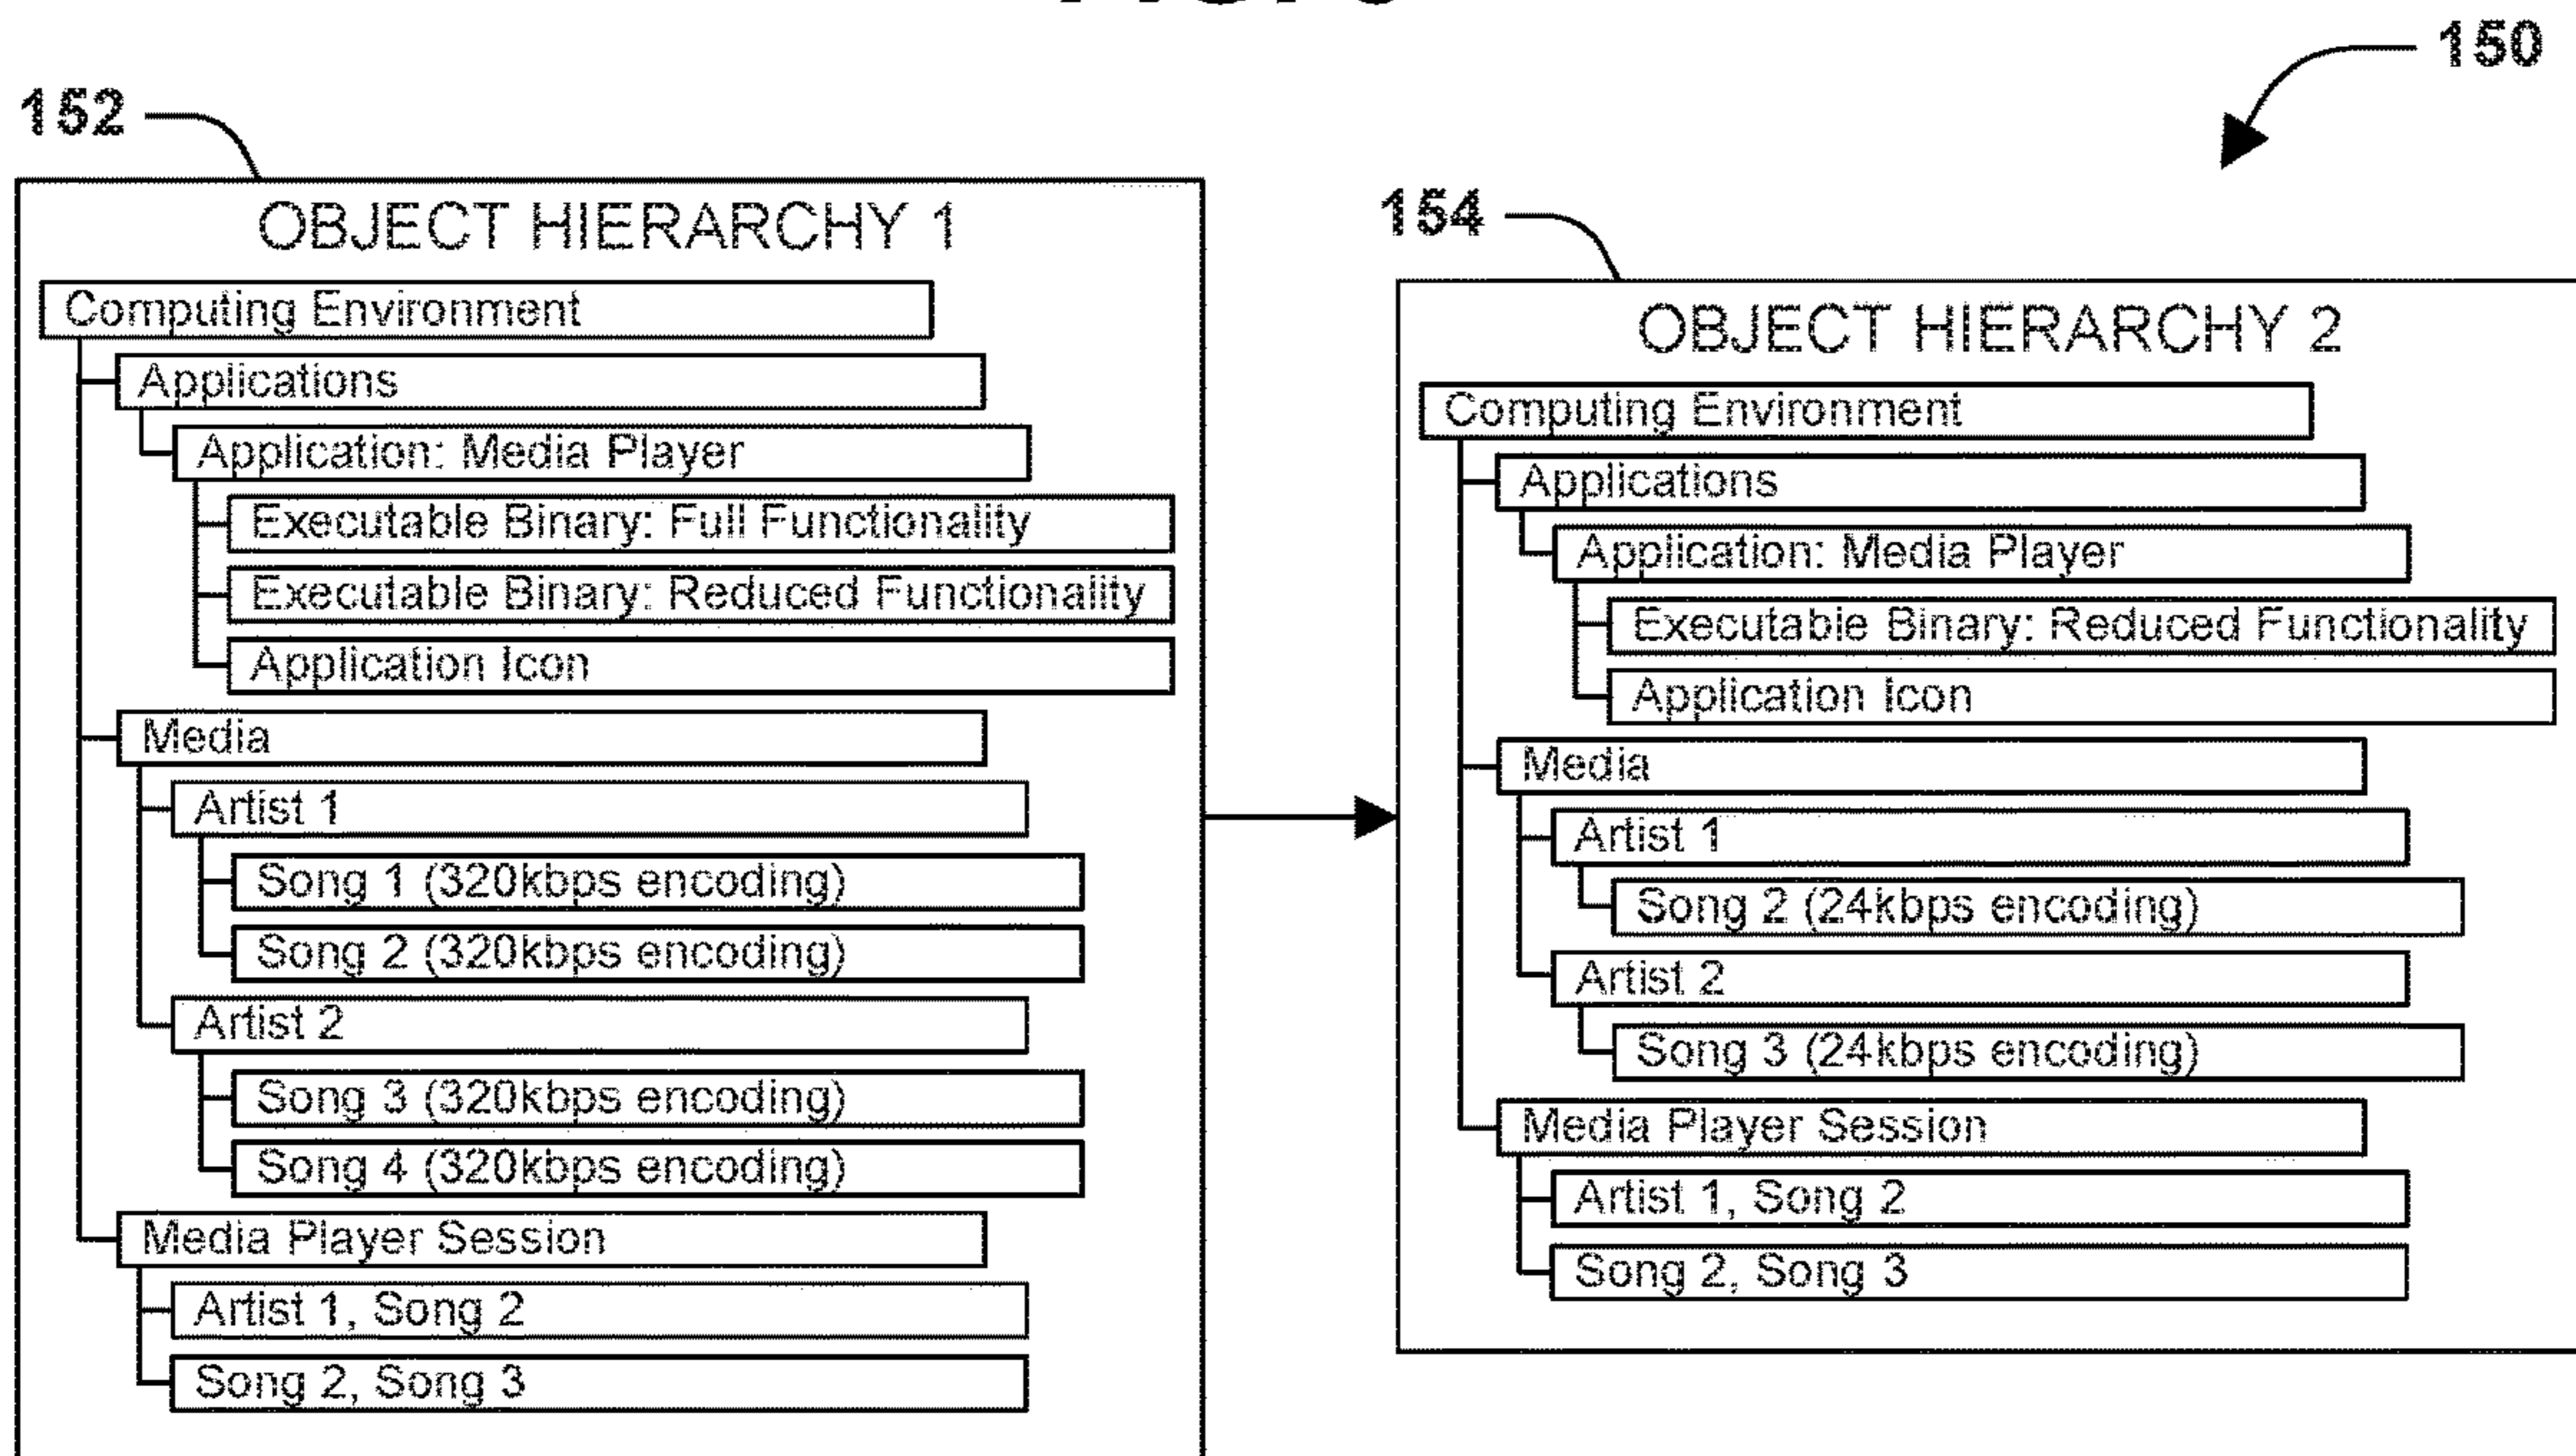 150
152
OBJECT HIERARCHY 1
Computing Environment
Applications
Application: Media Player
Executable Binary: Full Functionality
Executable Binary: Reduced Functionality
Application Icon
Media
Artist 1
Song 1 (320kbps encoding)
Song 2 (320kbps encoding)
Artist 2
Song 3 (320kbps encoding)
Song 4 (320kbps encoding)
Media Player Session
Artist 1, Song 2
Song 2, Song 3
154
OBJECT HIERARCHY 2
Computing Environment
Applications
Application: Media Player
Executable Binary: Reduced Functionality
Application Icon
Media
Artist 1
Song 2 (24kbps encoding)
Artist 2
Song 3 (24kbps encoding)
Media Player Session
Artist 1, Song 2
Song 2, Song 3